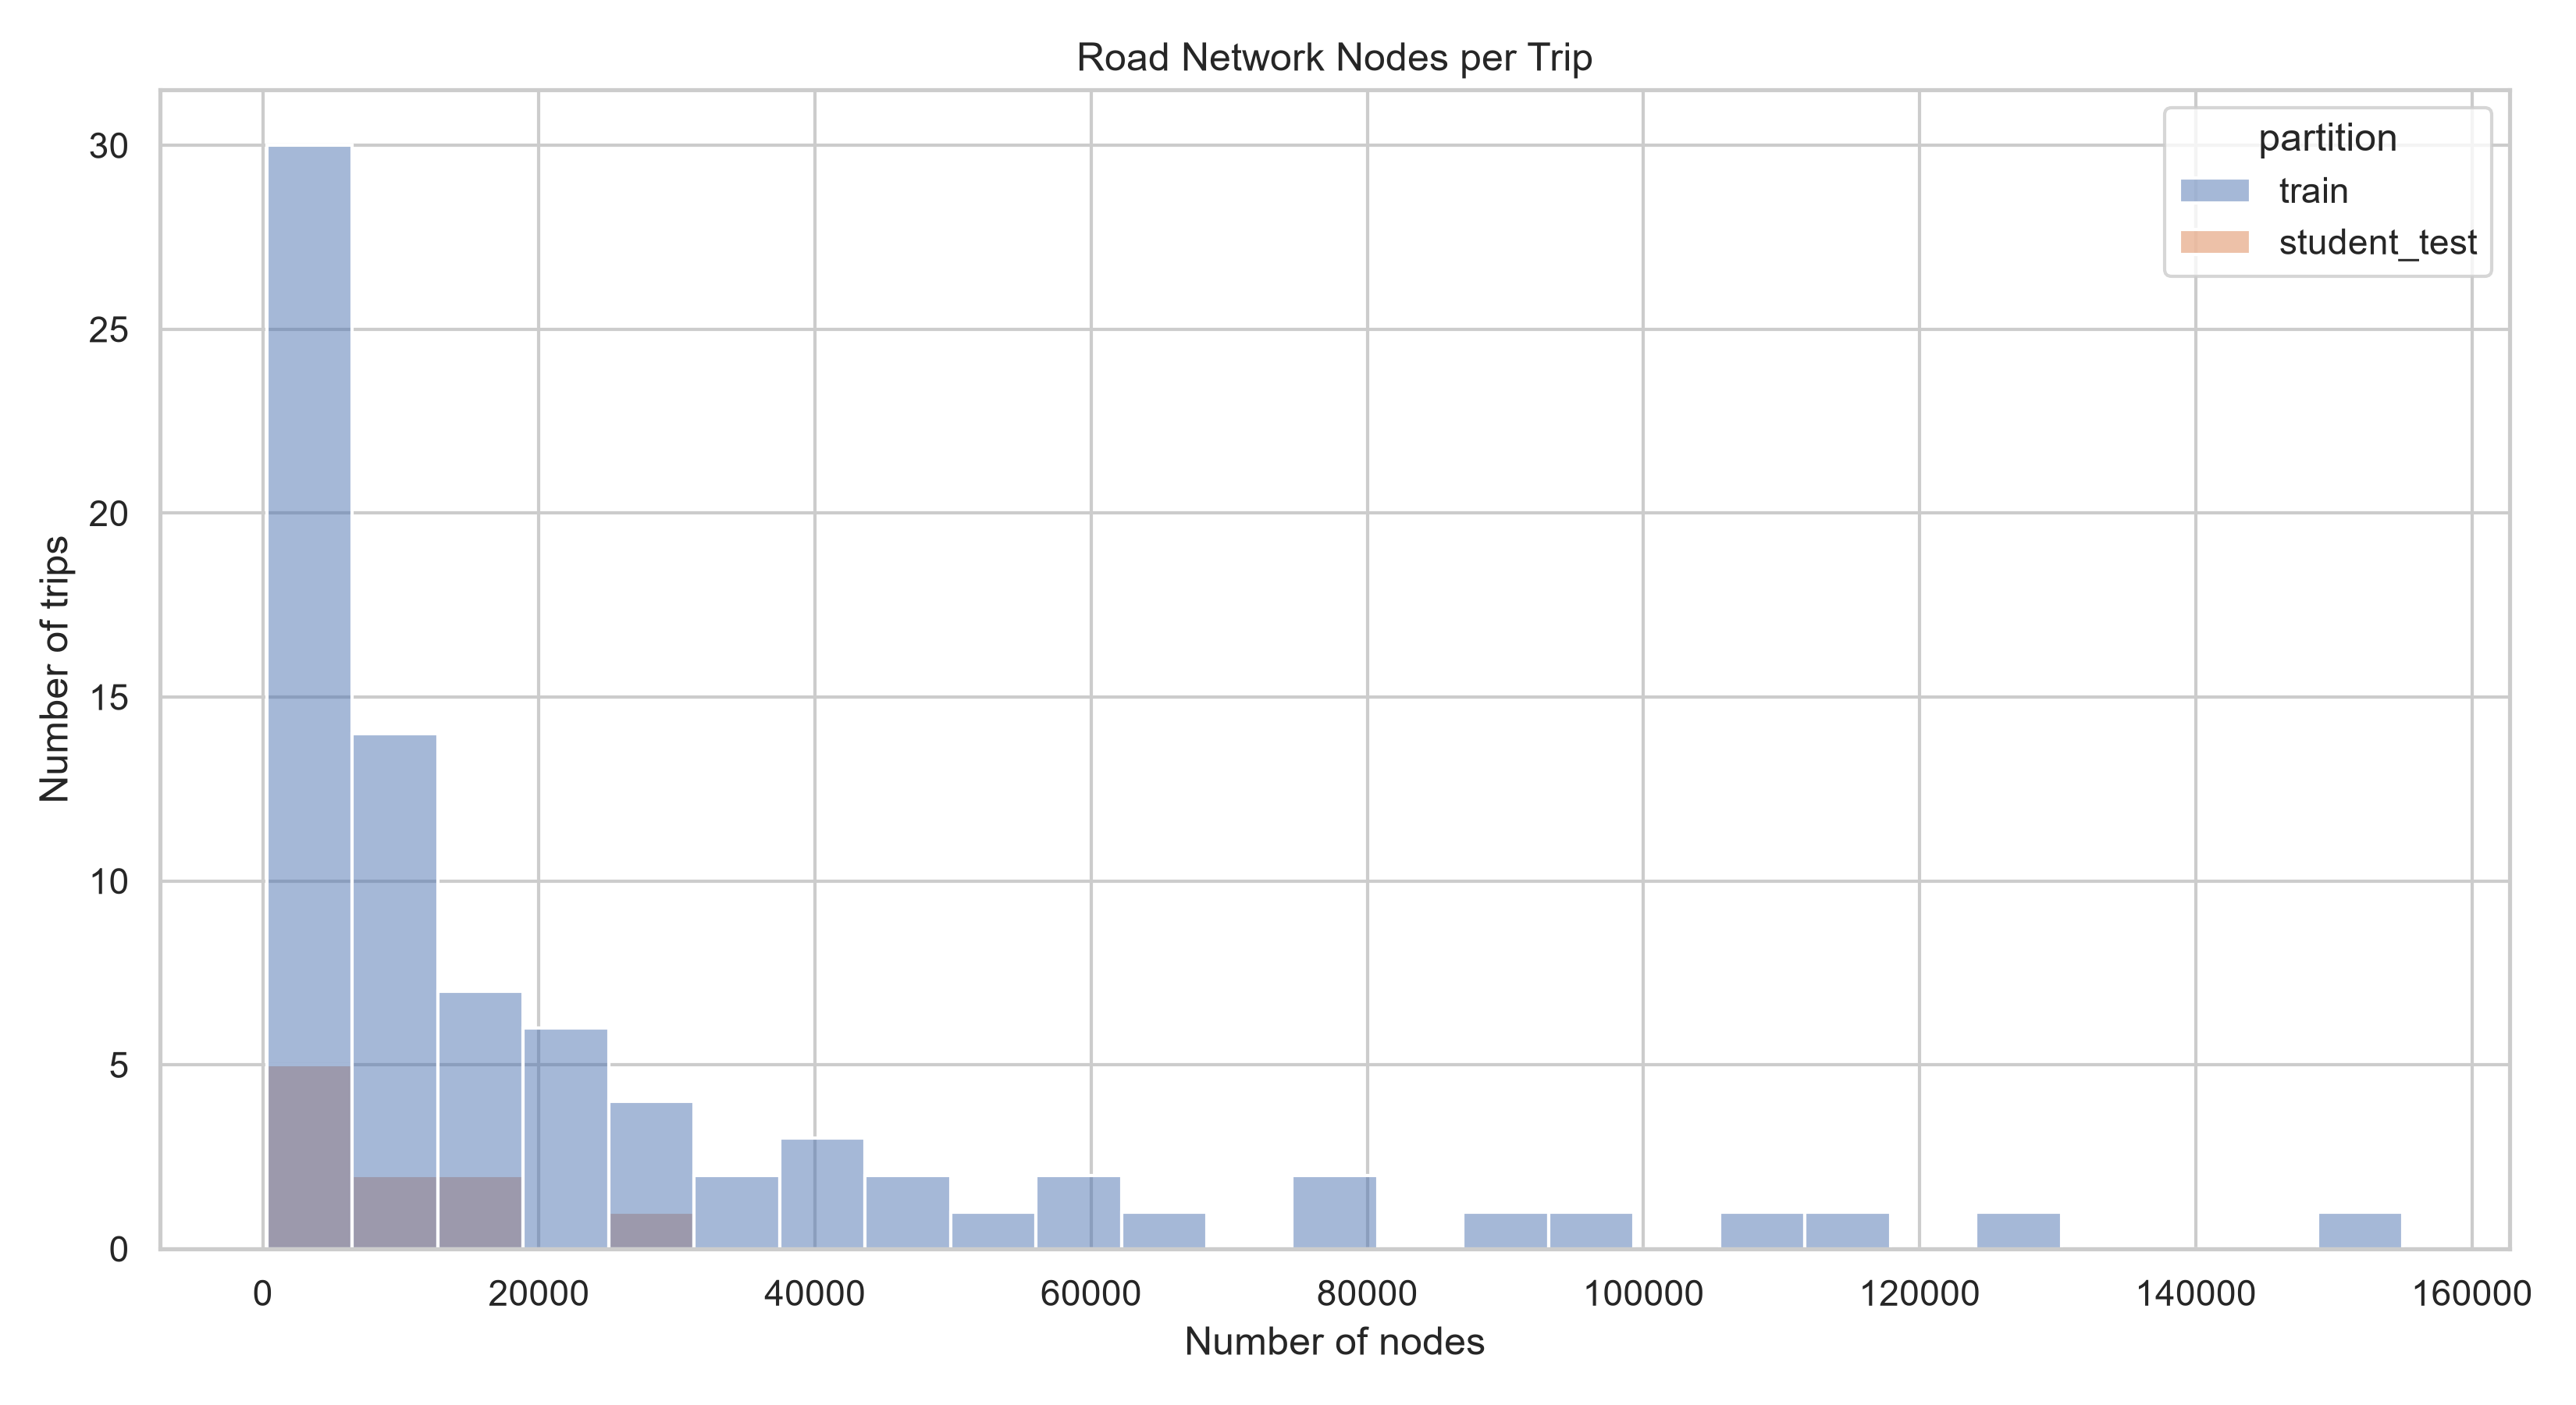 Road Network Nodes per Trip
partition
train
student_test
Number of trips
30
25
20
15
10
5
0
0 20000 40000 60000 80000 100000 120000 140000 160000
Number of nodes